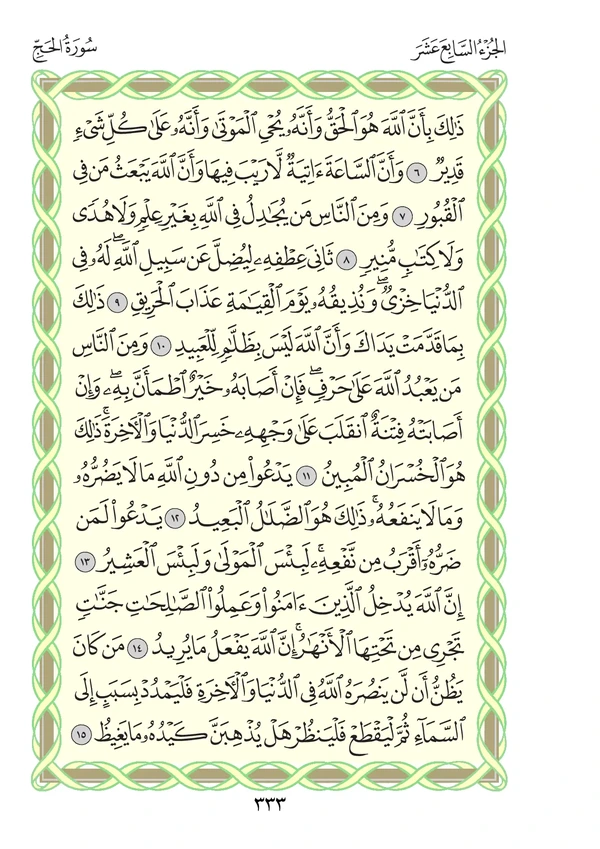 الجُزْءُ السَّابِعَ عَشَرَ
سُورَةُ الحَجِّ
ذَٰلِكَ بِأَنَّ ٱللَّهَ هُوَ ٱلْحَقُّ وَأَنَّهُۥ يُحْىِ ٱلْمَوْتَىٰ وَأَنَّهُۥ عَلَىٰ كُلِّ شَىْءٍ
قَدِيرٌ ٦ وَأَنَّ ٱلسَّاعَةَ ءَاتِيَةٌ لَّا رَيْبَ فِيهَا وَأَنَّ ٱللَّهَ يَبْعَثُ مَن فِى
ٱلْقُبُورِ ٧ وَمِنَ ٱلنَّاسِ مَن يُجَٰدِلُ فِى ٱللَّهِ بِغَيْرِ عِلْمٍ وَلَا هُدًى
وَلَا كِتَٰبٍ مُّنِيرٍ ٨ ثَانِىَ عِطْفِهِۦ لِيُضِلَّ عَن سَبِيلِ ٱللَّهِ ۖ لَهُۥ فِى
ٱلدُّنْيَا خِزْىٌ ۖ وَنُذِيقُهُۥ يَوْمَ ٱلْقِيَٰمَةِ عَذَابَ ٱلْحَرِيقِ ٩ ذَٰلِكَ
بِمَا قَدَّمَتْ يَدَاكَ وَأَنَّ ٱللَّهَ لَيْسَ بِظَلَّٰمٍ لِّلْعَبِيدِ ١٠ وَمِنَ ٱلنَّاسِ
مَن يَعْبُدُ ٱللَّهَ عَلَىٰ حَرْفٍ ۖ فَإِنْ أَصَابَهُۥ خَيْرٌ ٱطْمَأَنَّ بِهِۦ ۖ وَإِنْ
أَصَابَتْهُ فِتْنَةٌ ٱنقَلَبَ عَلَىٰ وَجْهِهِۦ خَسِرَ ٱلدُّنْيَا وَٱلْءَاخِرَةَ ۚ ذَٰلِكَ
هُوَ ٱلْخُسْرَانُ ٱلْمُبِينُ ١١ يَدْعُوا۟ مِن دُونِ ٱللَّهِ مَا لَا يَضُرُّهُۥ
وَمَا لَا يَنفَعُهُۥ ۚ ذَٰلِكَ هُوَ ٱلضَّلَٰلُ ٱلْبَعِيدُ ١٢ يَدْعُوا۟ لَمَن
ضَرُّهُۥٓ أَقْرَبُ مِن نَّفْعِهِۦ ۚ لَبِئْسَ ٱلْمَوْلَىٰ وَلَبِئْسَ ٱلْعَشِيرُ ١٣
إِنَّ ٱللَّهَ يُدْخِلُ ٱلَّذِينَ ءَامَنُوا۟ وَعَمِلُوا۟ ٱلصَّٰلِحَٰتِ جَنَّٰتٍ
تَجْرِى مِن تَحْتِهَا ٱلْأَنْهَٰرُ ۚ إِنَّ ٱللَّهَ يَفْعَلُ مَا يُرِيدُ ١٤ مَن كَانَ
يَظُنُّ أَن لَّن يَنصُرَهُ ٱللَّهُ فِى ٱلدُّنْيَا وَٱلْءَاخِرَةِ فَلْيَمْدُدْ بِسَبَبٍ إِلَى
ٱلسَّمَآءِ ثُمَّ لْيَقْطَعْ فَلْيَنظُرْ هَلْ يُذْهِبَنَّ كَيْدُهُۥ مَا يَغِيظُ ١٥
٣٣٣